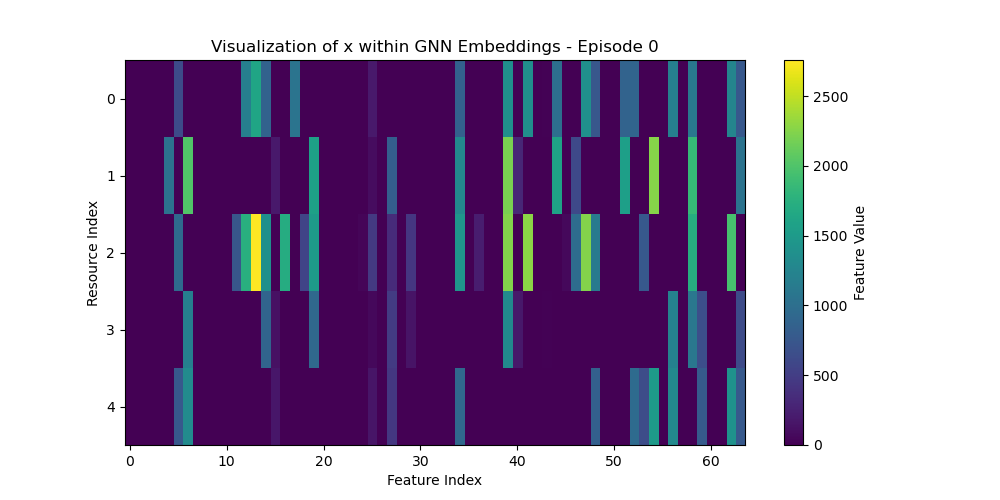 Visualization of x within GNN Embeddings - Episode 0
Resource Index
0
1
2
3
4
0 10 20 30 40 50 60
Feature Index
2500
2000
1500
1000
500
0
Feature Value